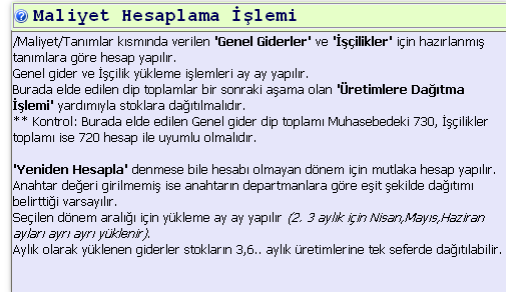 Maliyet Hesaplama İşlemi
/Maliyet/Tanımlar kısmında verilen 'Genel Giderler' ve 'İşçilikler' için hazırlanmış
tanımlara göre hesap yapılır.
Genel gider ve İşçilik yükleme işlemleri ay ay yapılır.
Burada elde edilen dip toplamlar bir sonraki aşama olan 'Üretimlere Dağıtma
İşlemi' yardımıyla stoklara dağıtılmalıdır.
** Kontrol: Burada elde edilen Genel gider dip toplamı Muhasebedeki 730, İşçilikler
toplamı ise 720 hesap ile uyumlu olmalıdır.
'Yeniden Hesapla' denmese bile hesabı olmayan dönem için mutlaka hesap yapılır.
Anahtar değeri girilmemiş ise anahtarın departmanlara göre eşit şekilde dağıtımı
belirttiği varsayılır.
Seçilen dönem aralığı için yükleme ay ay yapılır (2. 3 aylık için Nisan,Mayıs,Haziran
ayları ayrı ayrı yüklenir).
Aylık olarak yüklenen giderler stokların 3,6.. aylık üretimlerine tek seferde dağıtılabilir.